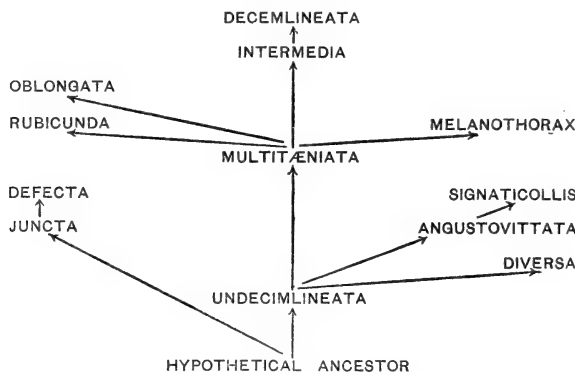 DECEMLINEATA
INTERMEDIA
OBLONGATA
RUBICUNDA
MELANOTHORAX
MULTITÆNIATA
DEFECTA
SIGNATICOLLIS
JUNCTA
ANGUSTOVITTATA
DIVERSA
UNDECIMLINEATA
HYPOTHETICAL ANCESTOR